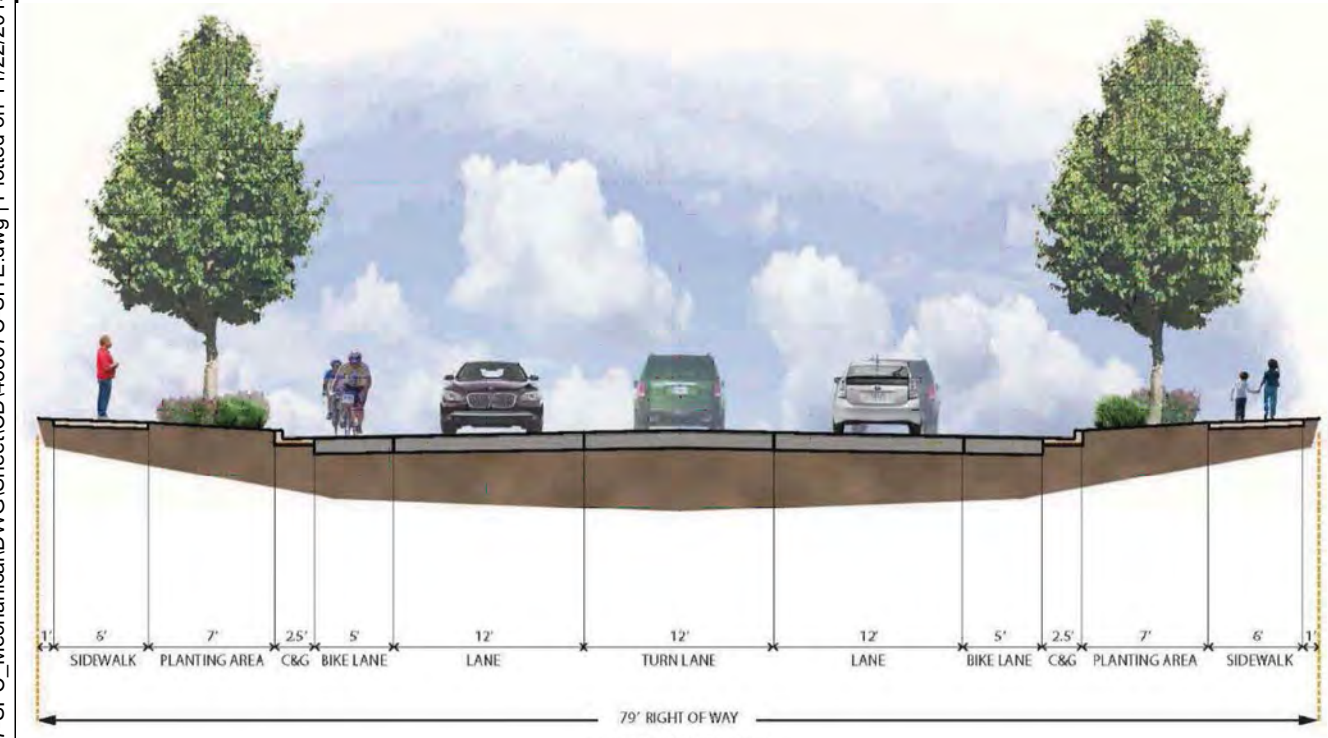 1' 6' 7' 2.5' 5' 12' 12' 12' 5' 2.5' 7' 6' 1'
SIDEWALK PLANTING AREA C&G BIKE LANE LANE TURN LANE LANE BIKE LANE C&G PLANTING AREA SIDEWALK
79' RIGHT OF WAY